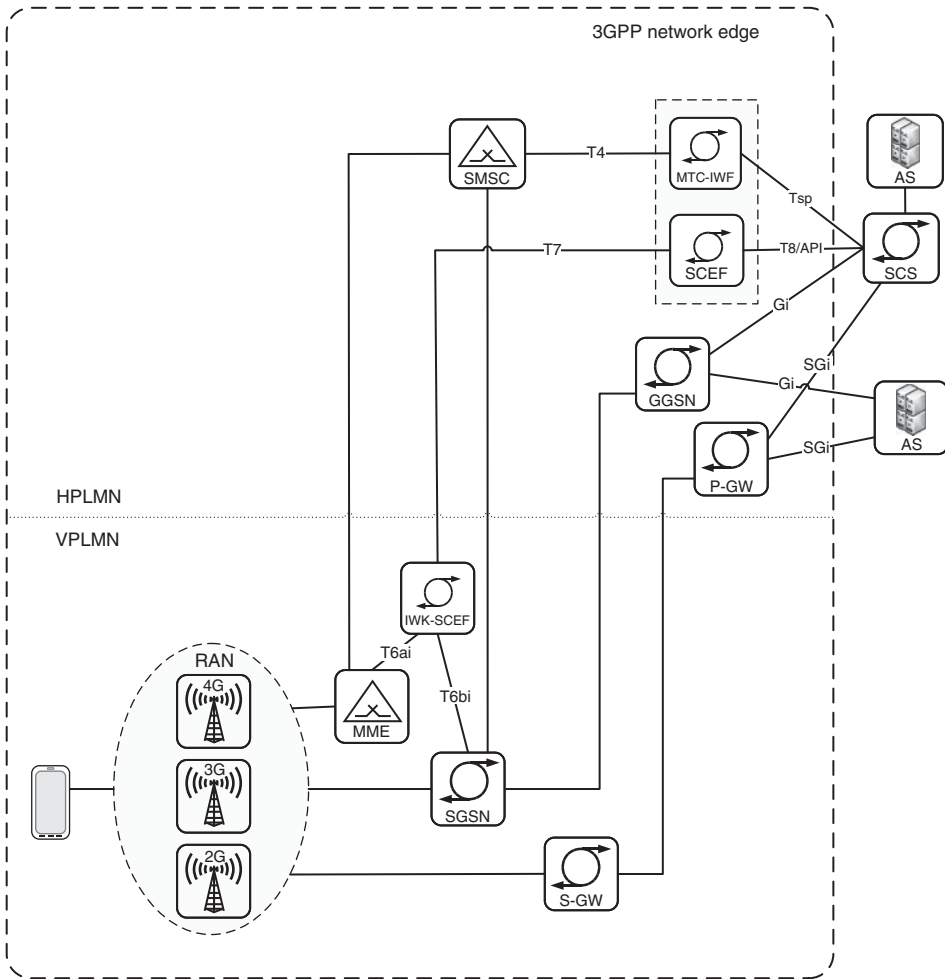 3GPP network edge
SMSC
T4
MTC-IWF
AS
Tsp
T7
SCEF
T8/API
SCS
Gi
GGSN
SGi
Gi
AS
P-GW
SGi
HPLMN
VPLMN
IWK-SCEF
T6ai
RAN
4G
T6bi
MME
3G
SGSN
2G
S-GW